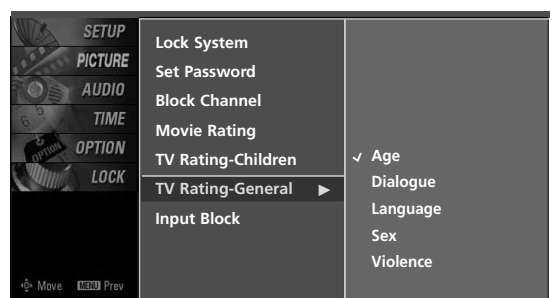 SETUP
PICTURE
AUDIO
TIME
OPTION
LOCK
Move MENU Prev
Lock System
Set Password
Block Channel
Movie Rating
TV Rating-Children
TV Rating-General ▶
Input Block
✓ Age
Dialogue
Language
Sex
Violence